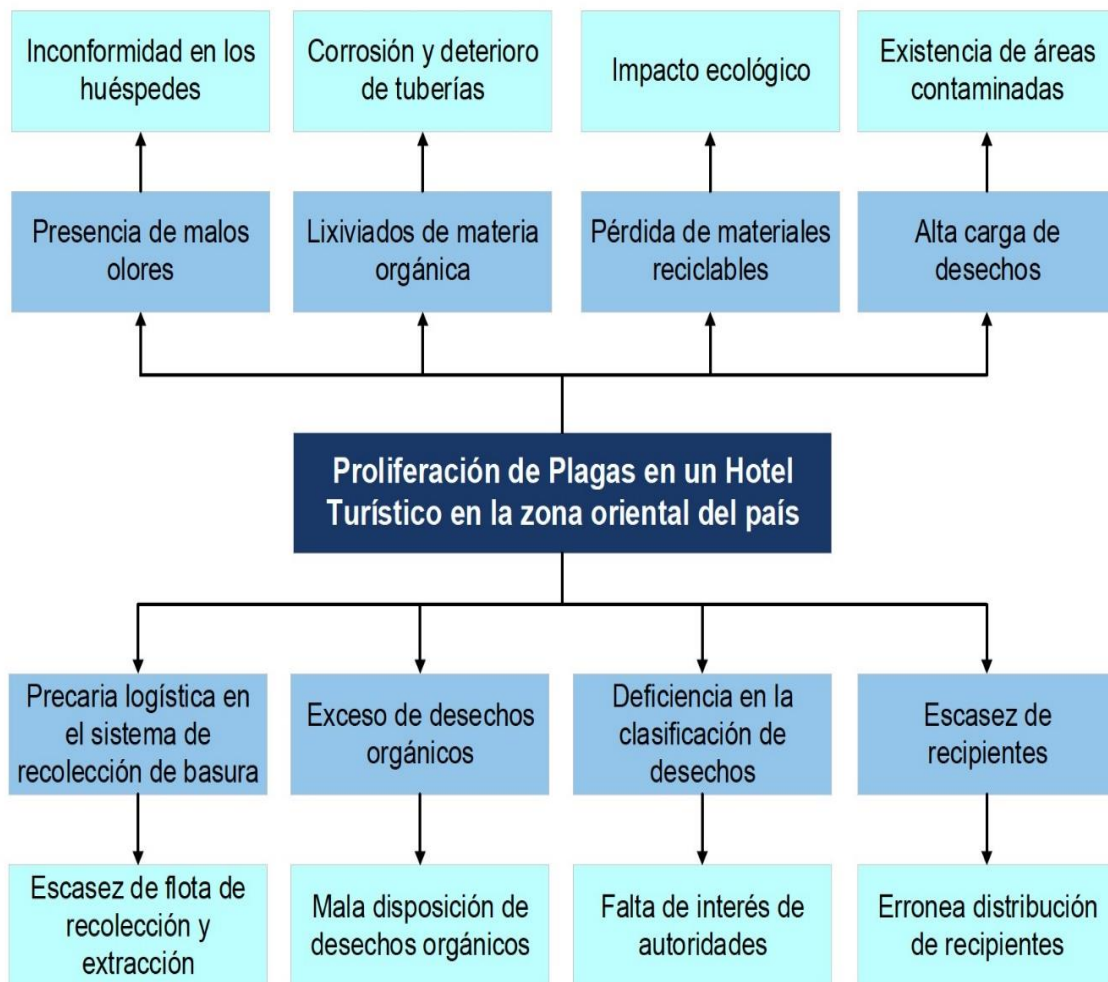 Inconformidad en los
huéspedes
Corrosión y deterioro
de tuberías
Impacto ecológico
Existencia de áreas
contaminadas
Presencia de malos
olores
Lixiviados de materia
orgánica
Pérdida de materiales
reciclables
Alta carga de
desechos
Proliferación de Plagas en un Hotel
Turístico en la zona oriental del país
Precaria logística en
el sistema de
recolección de basura
Exceso de desechos
orgánicos
Deficiencia en la
clasificación de
desechos
Escasez de
recipientes
Escasez de flota de
recolección y
extracción
Mala disposición de
desechos orgánicos
Falta de interés de
autoridades
Erronea distribución
de recipientes